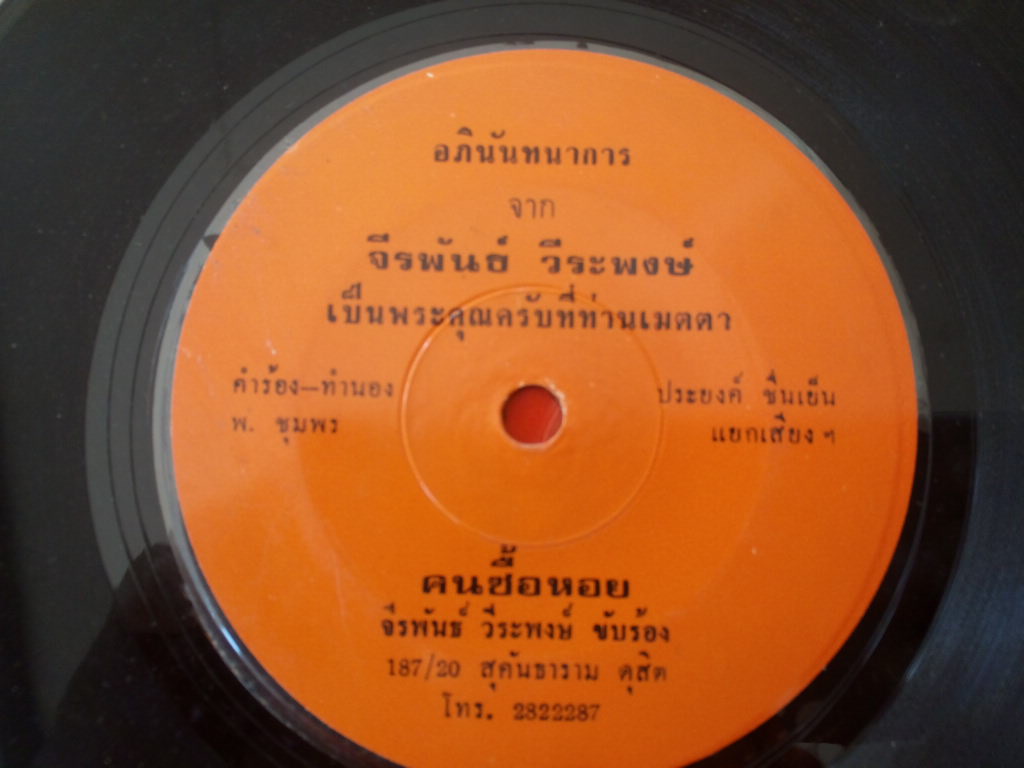 อภินันทนาการ
จาก
จีรพันธ์ วีระพงษ์
เป็นพระคุณครับที่ท่านเมตตา
คำร้อง-ทำนอง
พ. ชุมพร
ประยงค์ ชื่นเย็น
แยกเสียงฯ
คนซื้อหอย
จีรพันธ์ วีระพงษ์ ขับร้อง
187/20 สุคันธาราม ดุสิต
โทร. 2822287